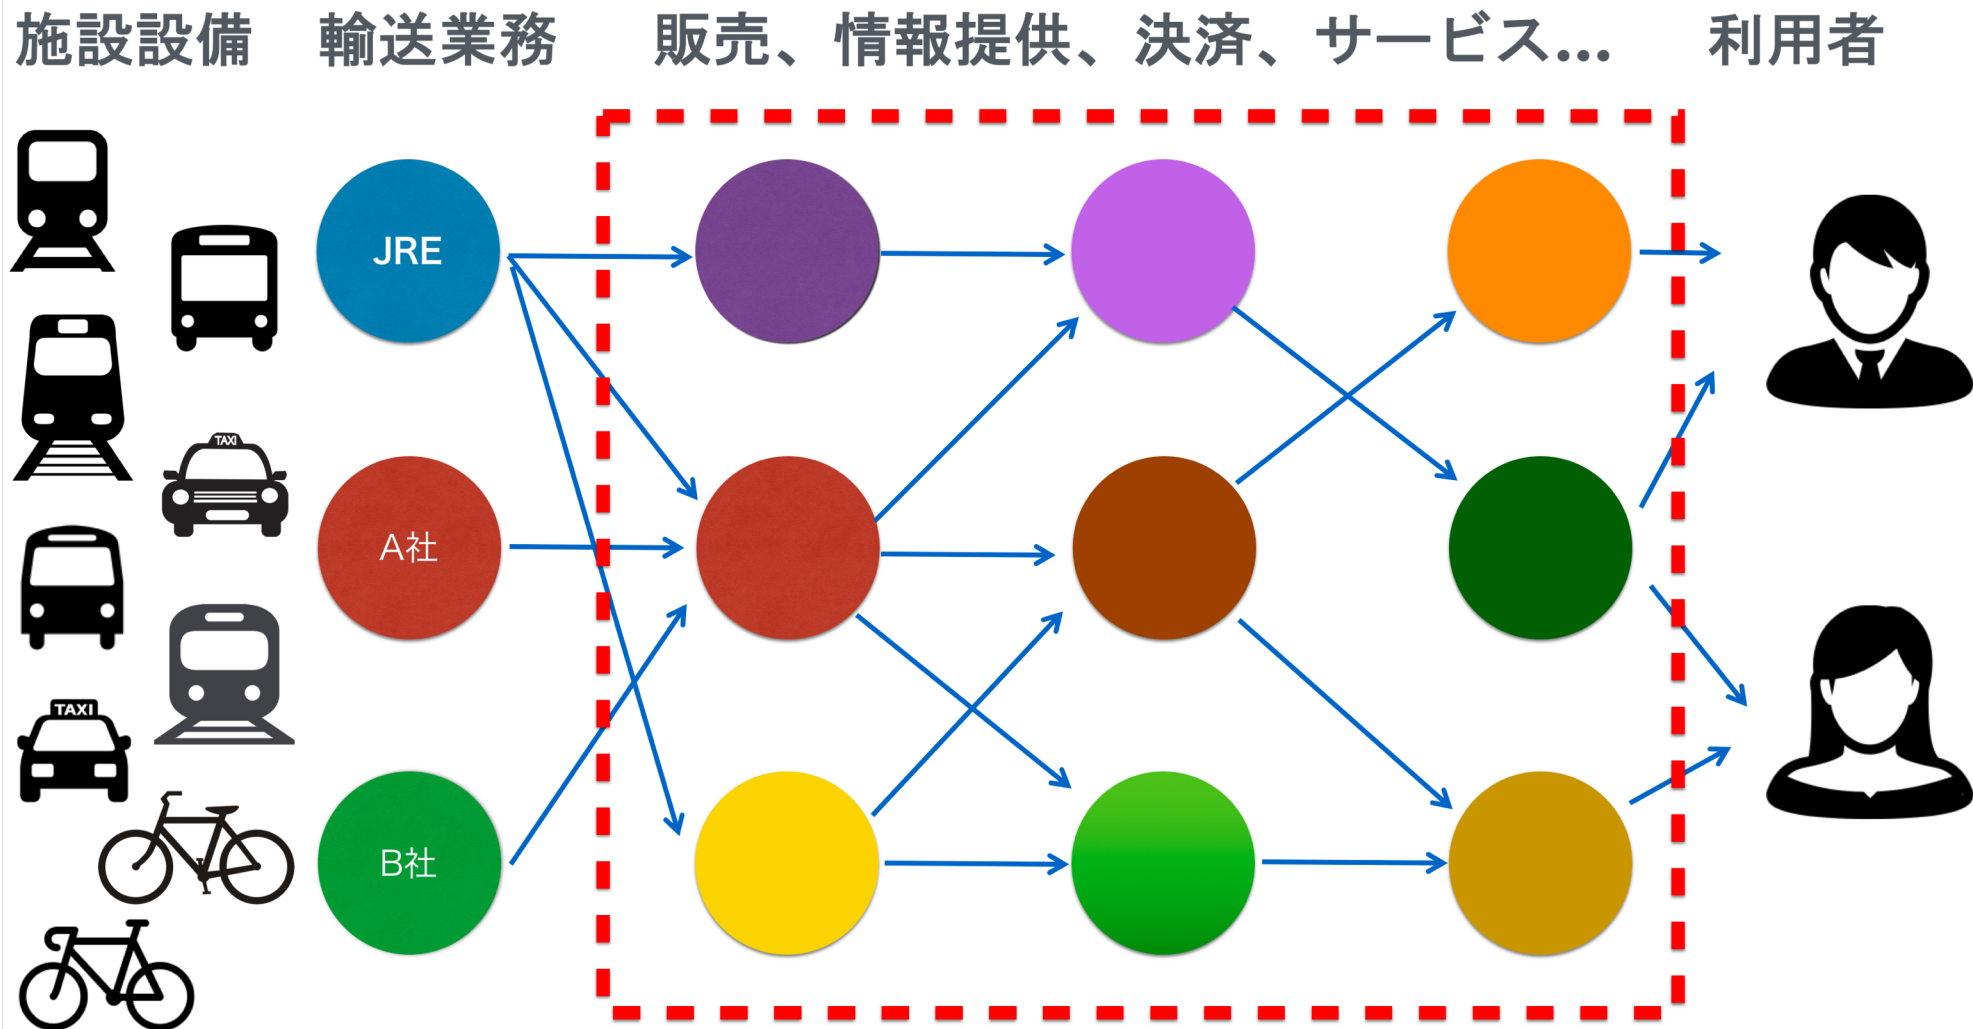 施設設備
輸送業務
販売、情報提供、決済、サービス...
利用者
JRE
TAXI
A社
TAXI
B社